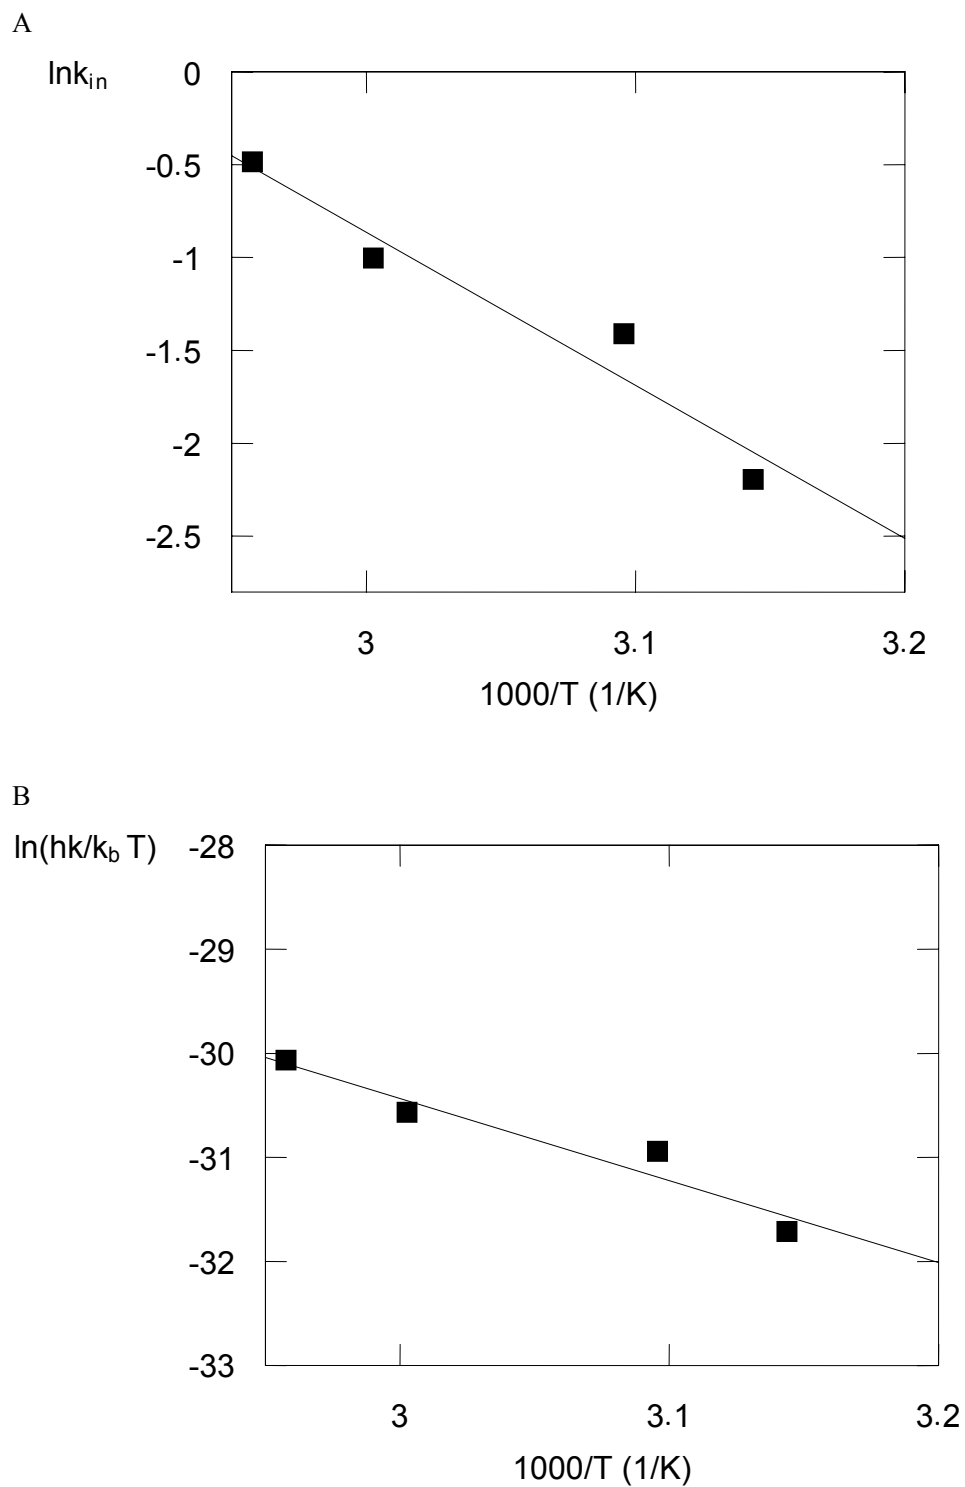 A
lnk_in
0
-0.5
-1
-1.5
-2
-2.5
3 3.1 3.2
1000/T (1/K)
B
ln(hk/k_b T)
-28
-29
-30
-31
-32
-33
3 3.1 3.2
1000/T (1/K)